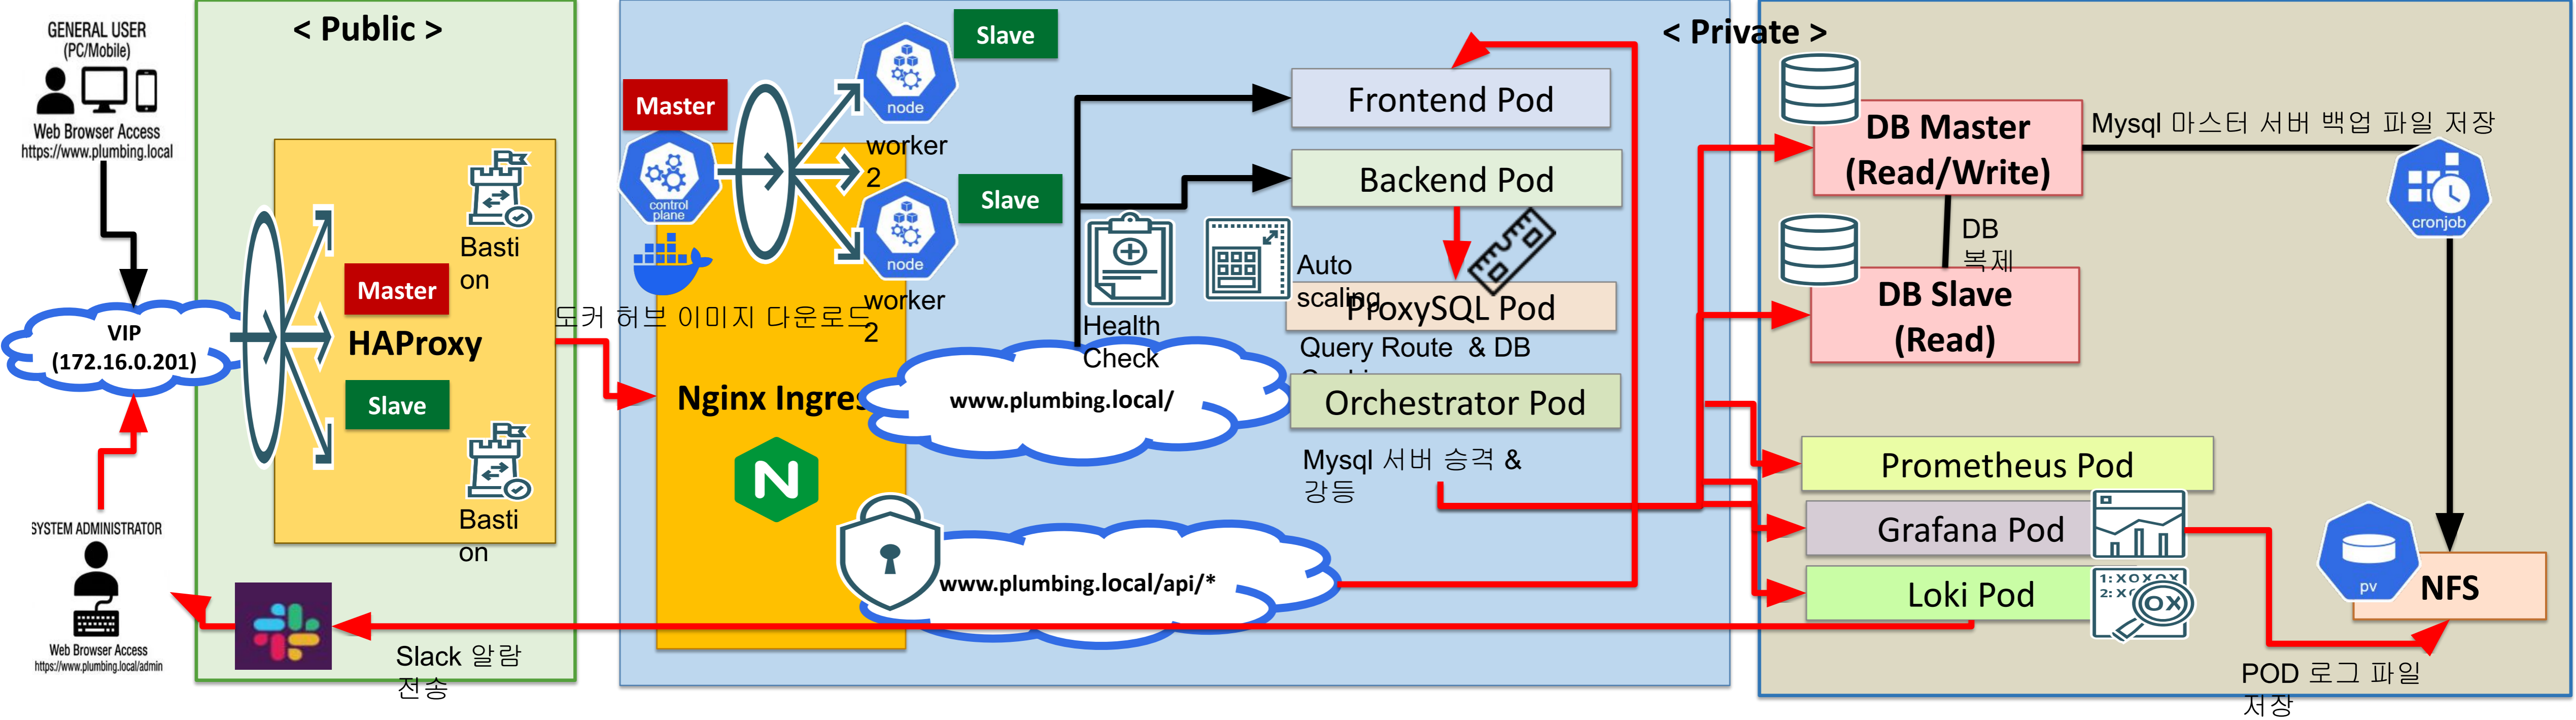 GENERAL USER
(PC/Mobile)
Web Browser Access
https://www.plumbing.local
VIP
(172.16.0.201)
SYSTEM ADMINISTRATOR
Web Browser Access
https://www.plumbing.local/admin
< Public >
Basti
on
Master
HAProxy
Slave
Basti
on
Slack 알람
전송
도커 허브 이미지 다운로드
< Private >
Master
control
plane
Slave
node
worker
2
Slave
node
worker
2
Nginx Ingres
www.plumbing.local/
www.plumbing.local/api/*
Health
Check
Auto
scaling
Frontend Pod
Backend Pod
ProxySQL Pod
Query Route & DB
Orchestrator Pod
Mysql 서버 승격 &
강등
DB Master
(Read/Write)
DB
복제
DB Slave
(Read)
Mysql 마스터 서버 백업 파일 저장
cronjob
Prometheus Pod
Grafana Pod
Loki Pod
1: XOXOX
OX
pv
NFS
POD 로그 파일
저장